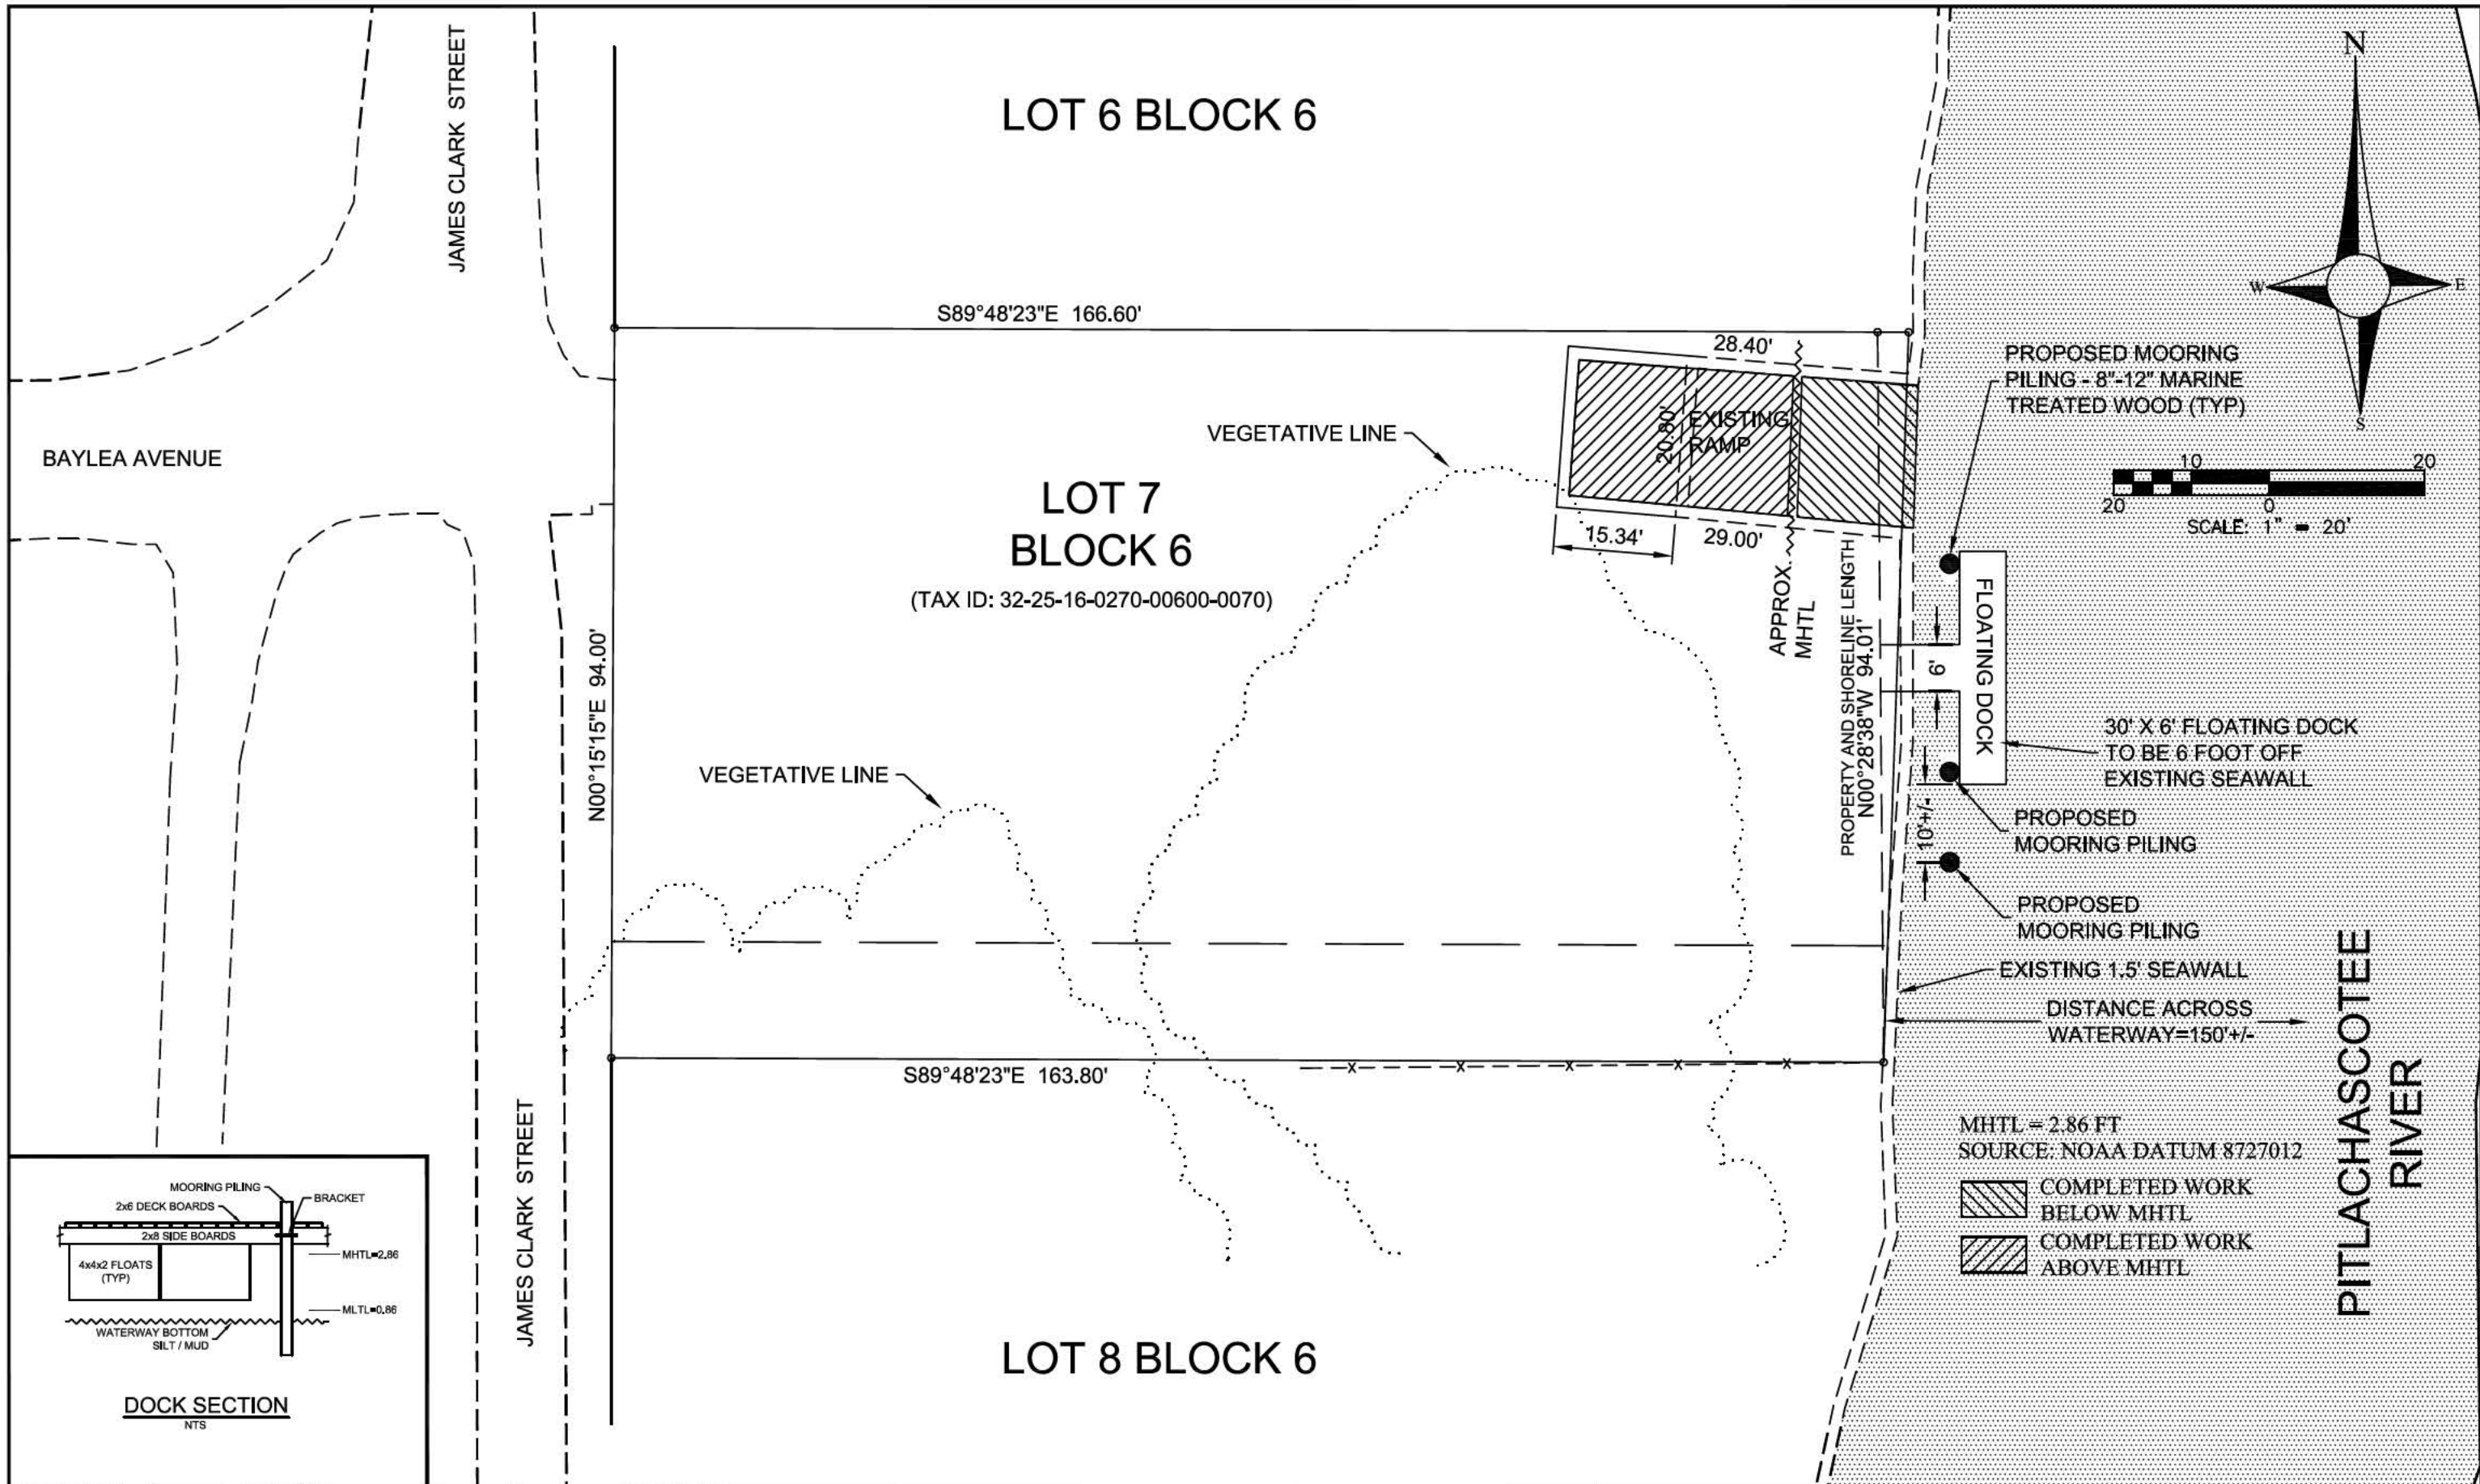 JAMES CLARK STREET
LOT 6 BLOCK 6
N
W
E
S
S89°48'23"E 166.60'
28.40'
PROPOSED MOORING
PILING - 8"-12" MARINE
TREATED WOOD (TYP)
BAYLEA AVENUE
VEGETATIVE LINE
20.80'
EXISTING
RAMP
10
20
20
0
SCALE: 1" = 20'
LOT 7
BLOCK 6
(TAX ID: 32-25-16-0270-00600-0070)
15.34'
29.00'
APPROX
MHTL
PROPERTY AND SHORELINE LENGTH
N00°28'38"W 94.01'
FLOATING DOCK
6'
N00°15'15"E 94.00'
30' X 6' FLOATING DOCK
TO BE 6 FOOT OFF
EXISTING SEAWALL
VEGETATIVE LINE
10'+/-
PROPOSED
MOORING PILING
PROPOSED
MOORING PILING
EXISTING 1.5' SEAWALL
DISTANCE ACROSS
WATERWAY=150'+/-
PITLACHASCOTEE
RIVER
x x x x x
S89°48'23"E 163.80'
JAMES CLARK STREET
MHTL = 2.86 FT
SOURCE: NOAA DATUM 8727012
COMPLETED WORK
BELOW MHTL
COMPLETED WORK
ABOVE MHTL
LOT 8 BLOCK 6
MOORING PILING
BRACKET
2x6 DECK BOARDS
2x8 SIDE BOARDS
MHTL=2.86
4x4x2 FLOATS
(TYP)
MLTL=0.86
WATERWAY BOTTOM
SILT / MUD
DOCK SECTION
NTS